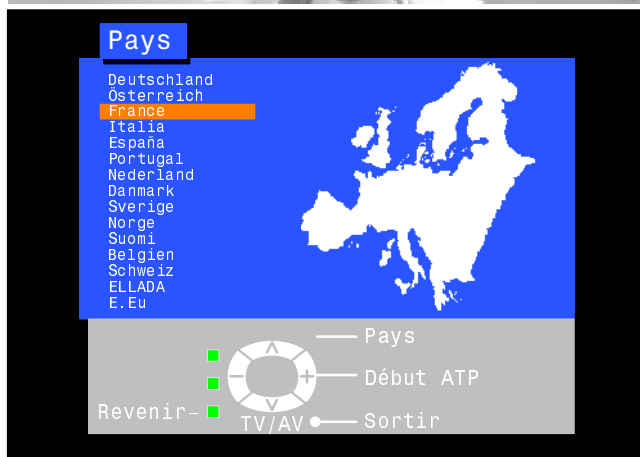 Pays
Deutschland
Österreich
France
Italia
España
Portugal
Nederland
Danmark
Sverige
Norge
Suomi
Belgien
Schweiz
ELLADA
E.Eu
Pays
Début ATP
Revenir
TV/AV
Sortir